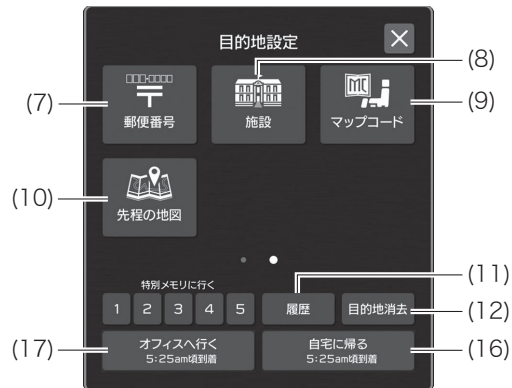 目的地設定
(8)
(7)
郵便番号
施設
MC
マップコード
(9)
(10)
先程の地図
特別メモリに行く
(11)
1 2 3 4 5
履歴
目的地消去
(12)
(17)
オフィスへ行く
5:25am頃到着
自宅に帰る
5:25am頃到着
(16)